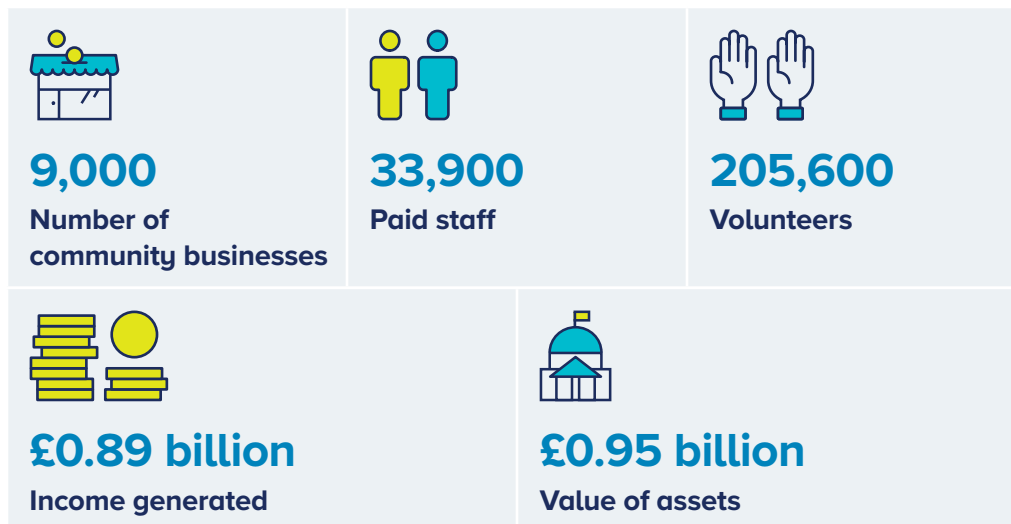 9,000
Number of
community businesses
33,900
Paid staff
205,600
Volunteers
£0.89 billion
Income generated
£0.95 billion
Value of assets